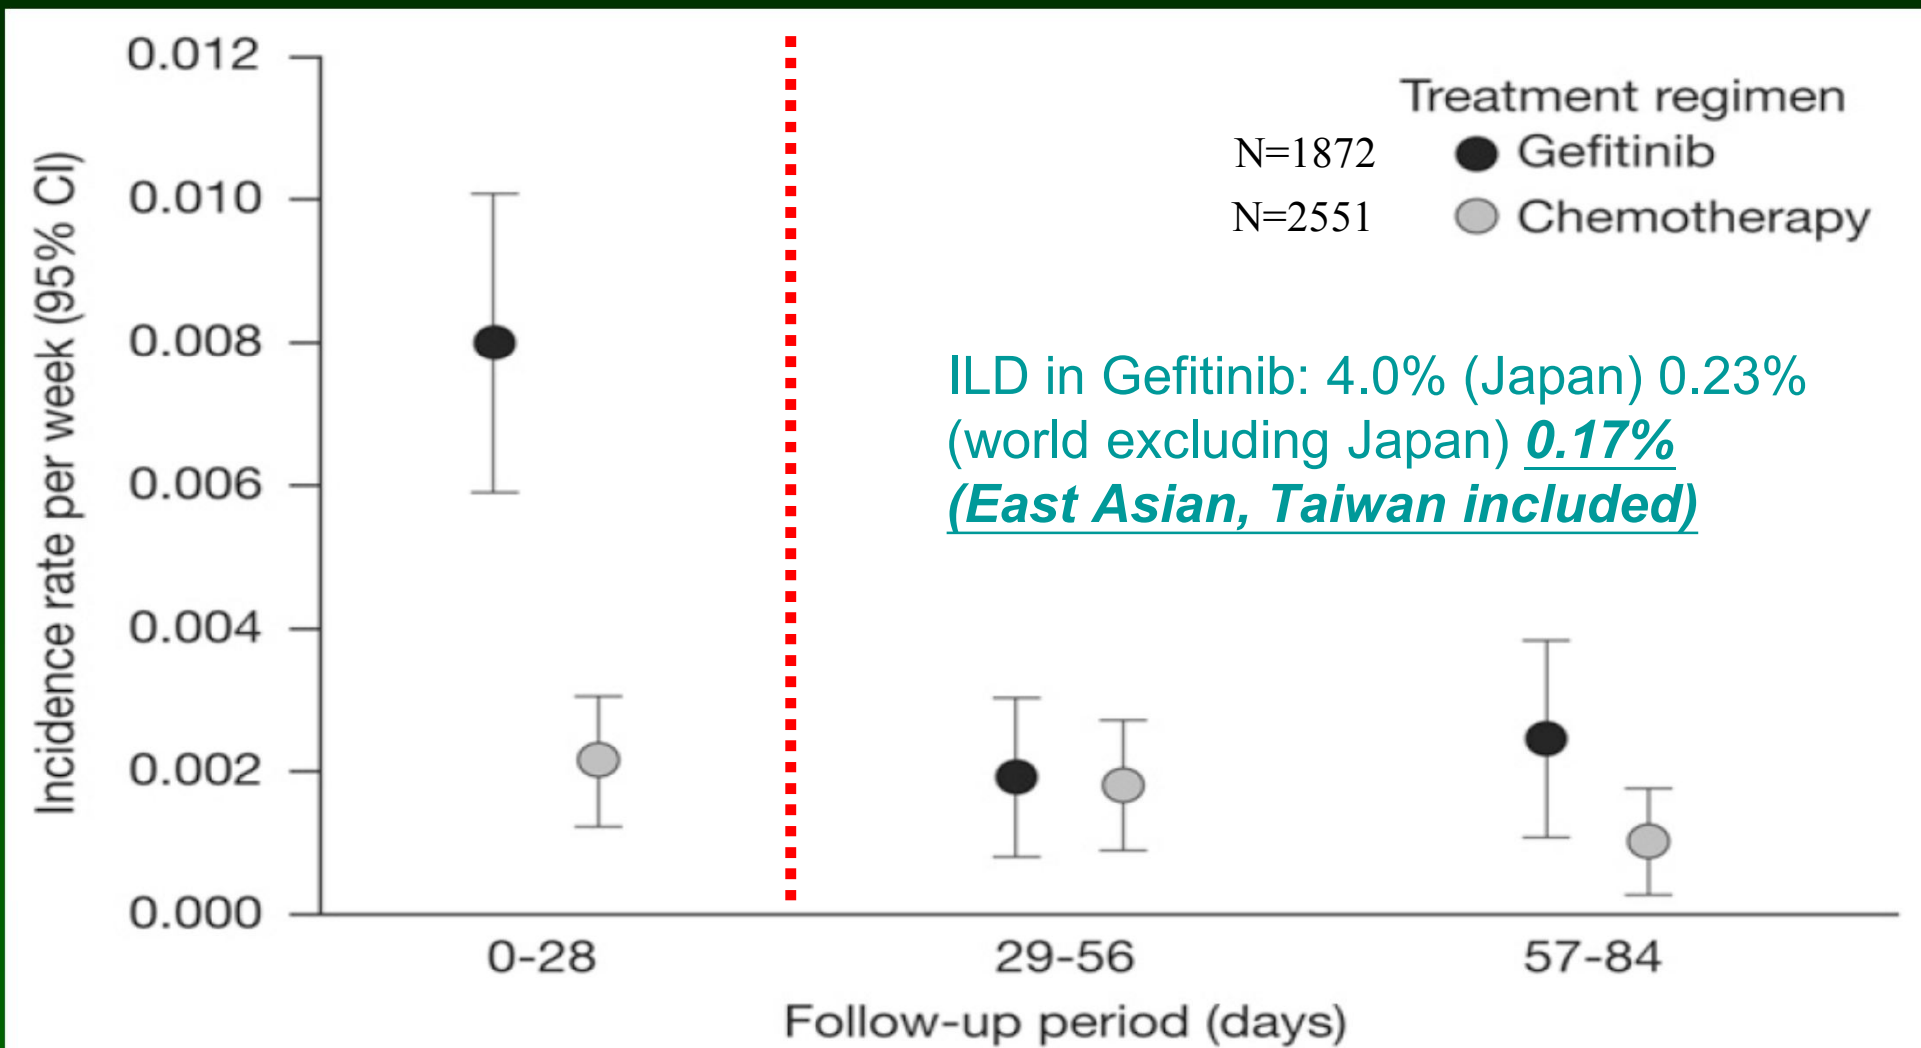 0.012
0.010
0.008
0.006
0.004
0.002
0.000
Incidence rate per week (95% CI)
Treatment regimen
N=1872 Gefitinib
N=2551 Chemotherapy
ILD in Gefitinib: 4.0% (Japan) 0.23%
(world excluding Japan) 0.17%
(East Asian, Taiwan included)
0-28 29-56 57-84
Follow-up period (days)